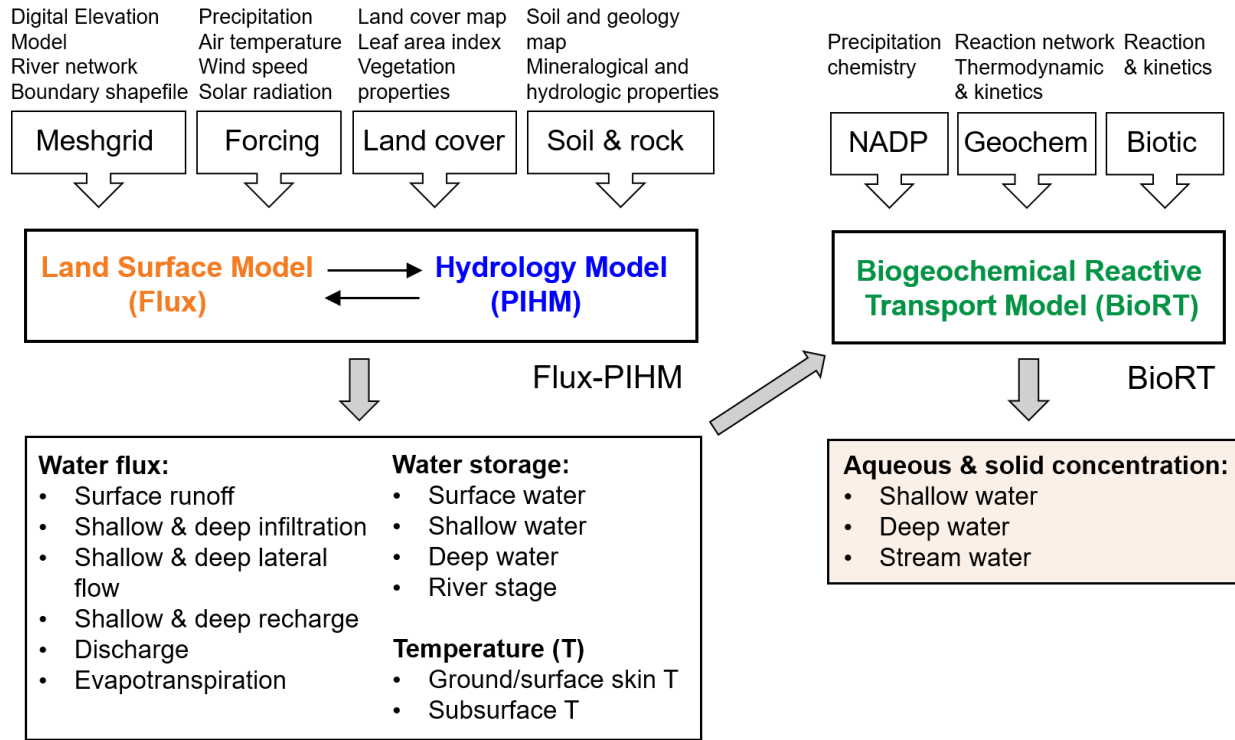 Digital Elevation
Model
River network
Boundary shapefile
Precipitation
Air temperature
Wind speed
Solar radiation
Land cover map
Leaf area index
Vegetation
properties
Soil and geology
map
Mineralogical and
hydrologic properties
Precipitation
chemistry
Reaction network
Thermodynamic
& kinetics
Reaction
& kinetics
Meshgrid
Forcing
Land cover
Soil & rock
NADP
Geochem
Biotic
Land Surface Model
(Flux)
Hydrology Model
(PIHM)
Biogeochemical Reactive
Transport Model (BioRT)
Flux-PIHM
BioRT
Water flux:
• Surface runoff
• Shallow & deep infiltration
• Shallow & deep lateral
flow
• Shallow & deep recharge
• Discharge
• Evapotranspiration
Water storage:
• Surface water
• Shallow water
• Deep water
• River stage
Temperature (T)
• Ground/surface skin T
• Subsurface T
Aqueous & solid concentration:
• Shallow water
• Deep water
• Stream water